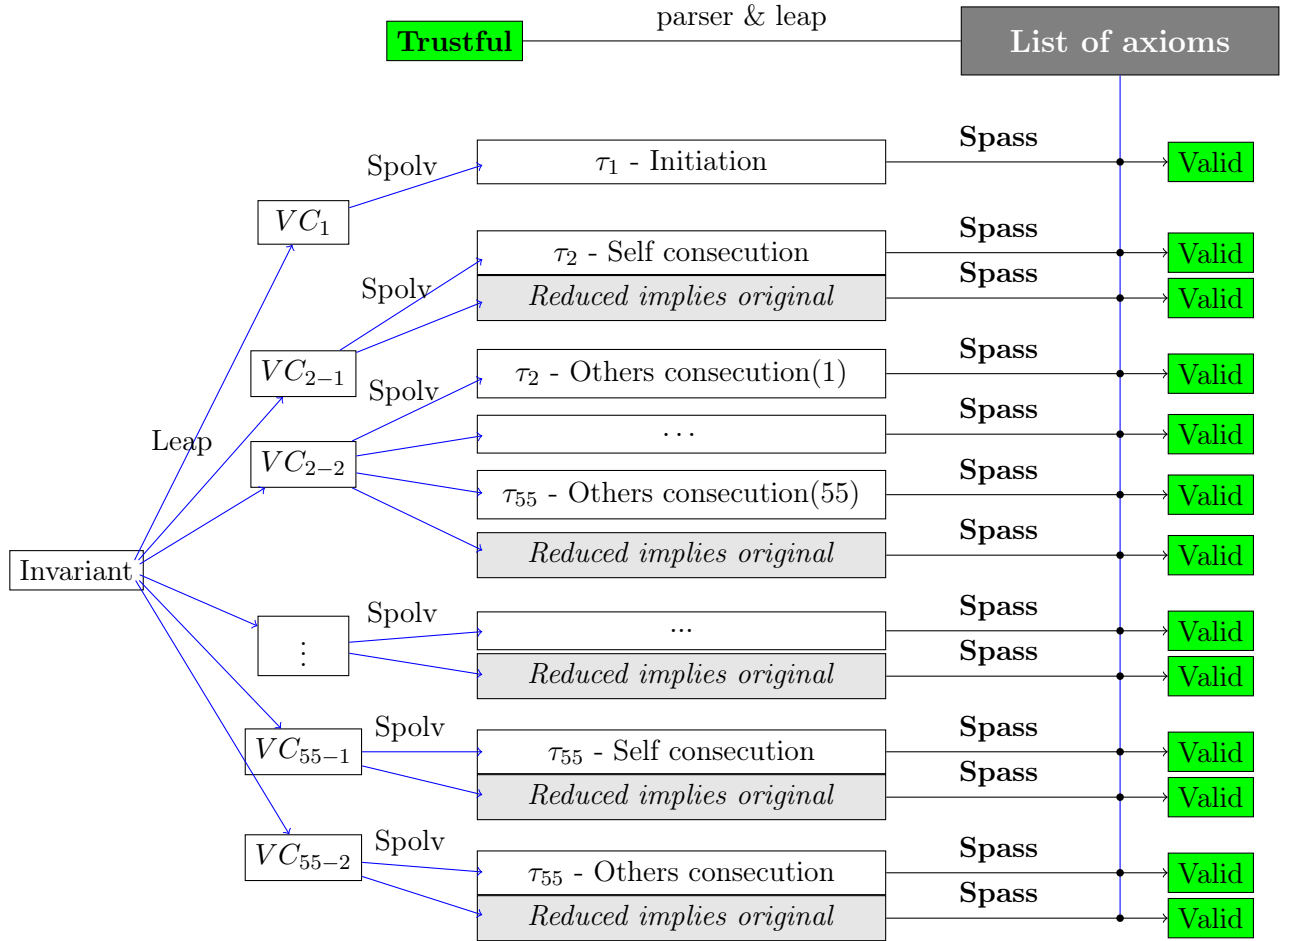 parser & leap
Trustful
List of axioms
Spass
Spolv
τ₁ - Initiation
Valid
VC₁
Spass
τ₂ - Self consecution
Valid
Spass
Spolv
Reduced implies original
Valid
Spass
VC₂₋₁
τ₂ - Others consecution(1)
Valid
Spolv
Spass
Leap
...
Valid
VC₂₋₂
Spass
τ₅₅ - Others consecution(55)
Valid
Spass
Reduced implies original
Valid
Invariant
Spass
Spolv
...
Valid
⋮
Spass
Reduced implies original
Valid
Spass
Spolv
VC₅₅₋₁
τ₅₅ - Self consecution
Valid
Spass
Reduced implies original
Valid
Spolv
Spass
VC₅₅₋₂
τ₅₅ - Others consecution
Valid
Spass
Reduced implies original
Valid